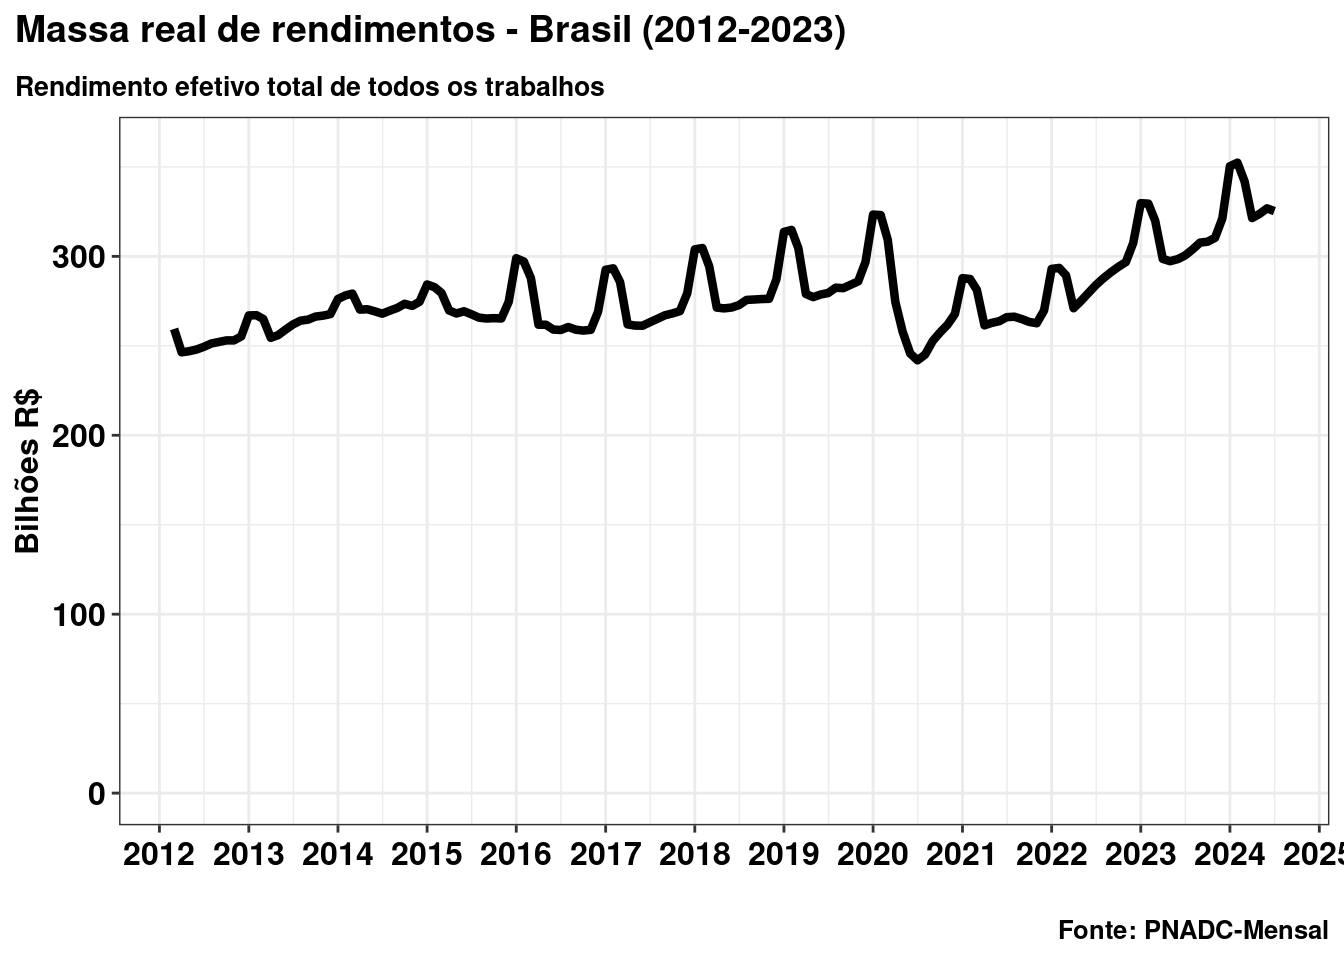 Massa real de rendimentos - Brasil (2012-2023)
Rendimento efetivo total de todos os trabalhos
Bilhões R$
300
200
100
0
2012 2013 2014 2015 2016 2017 2018 2019 2020 2021 2022 2023 2024 2025
Fonte: PNADC-Mensal